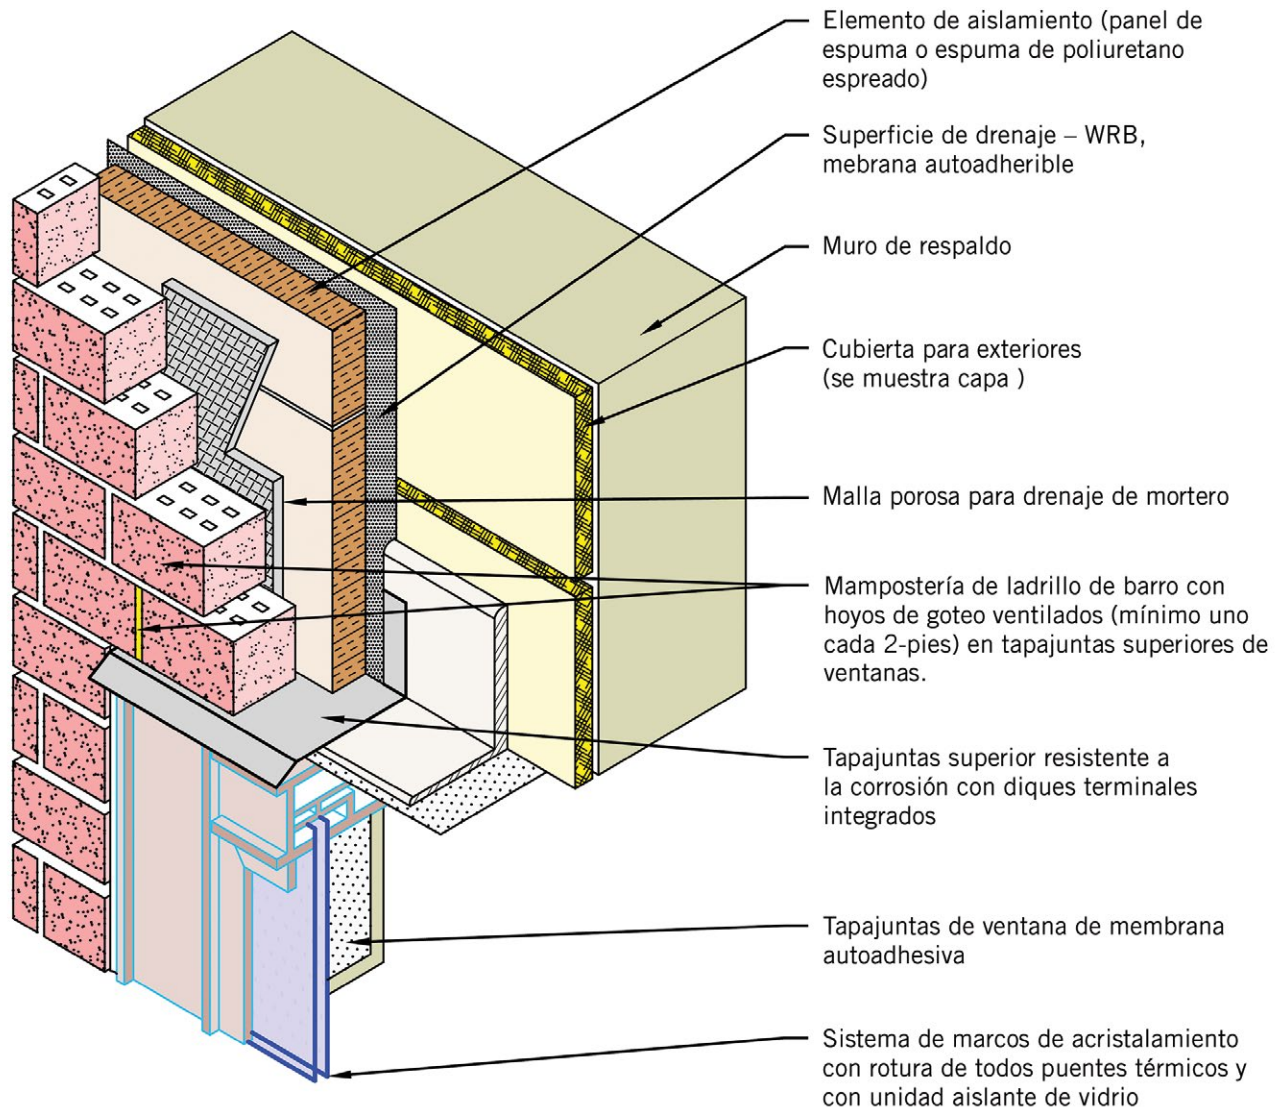 Elemento de aislamiento (panel de
espuma o espuma de poliuretano
espreado)
Superficie de drenaje – WRB,
mebrana autoadherible
Muro de respaldo
Cubierta para exteriores
(se muestra capa )
Malla porosa para drenaje de mortero
Mampostería de ladrillo de barro con
hoyos de goteo ventilados (mínimo uno
cada 2-pies) en tapajuntas superiores de
ventanas.
Tapajuntas superior resistente a
la corrosión con diques terminales
integrados
Tapajuntas de ventana de membrana
autoadhesiva
Sistema de marcos de acristalamiento
con rotura de todos puentes térmicos y
con unidad aislante de vidrio